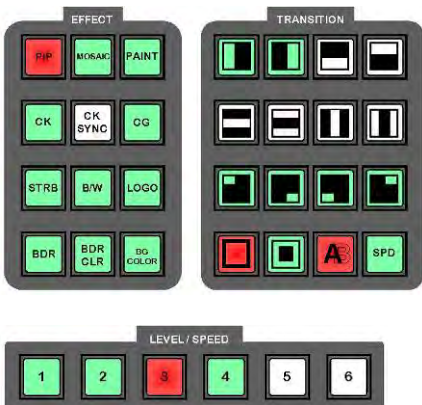 EFFECT
TRANSITION
PIP
MOSAIC
PAINT
CK
CK
SYNC
CG
STRB
B/W
LOGO
BDR
BDR
CLR
BG
COLOR
AB
SPD
LEVEL / SPEED
1
2
3
4
5
6